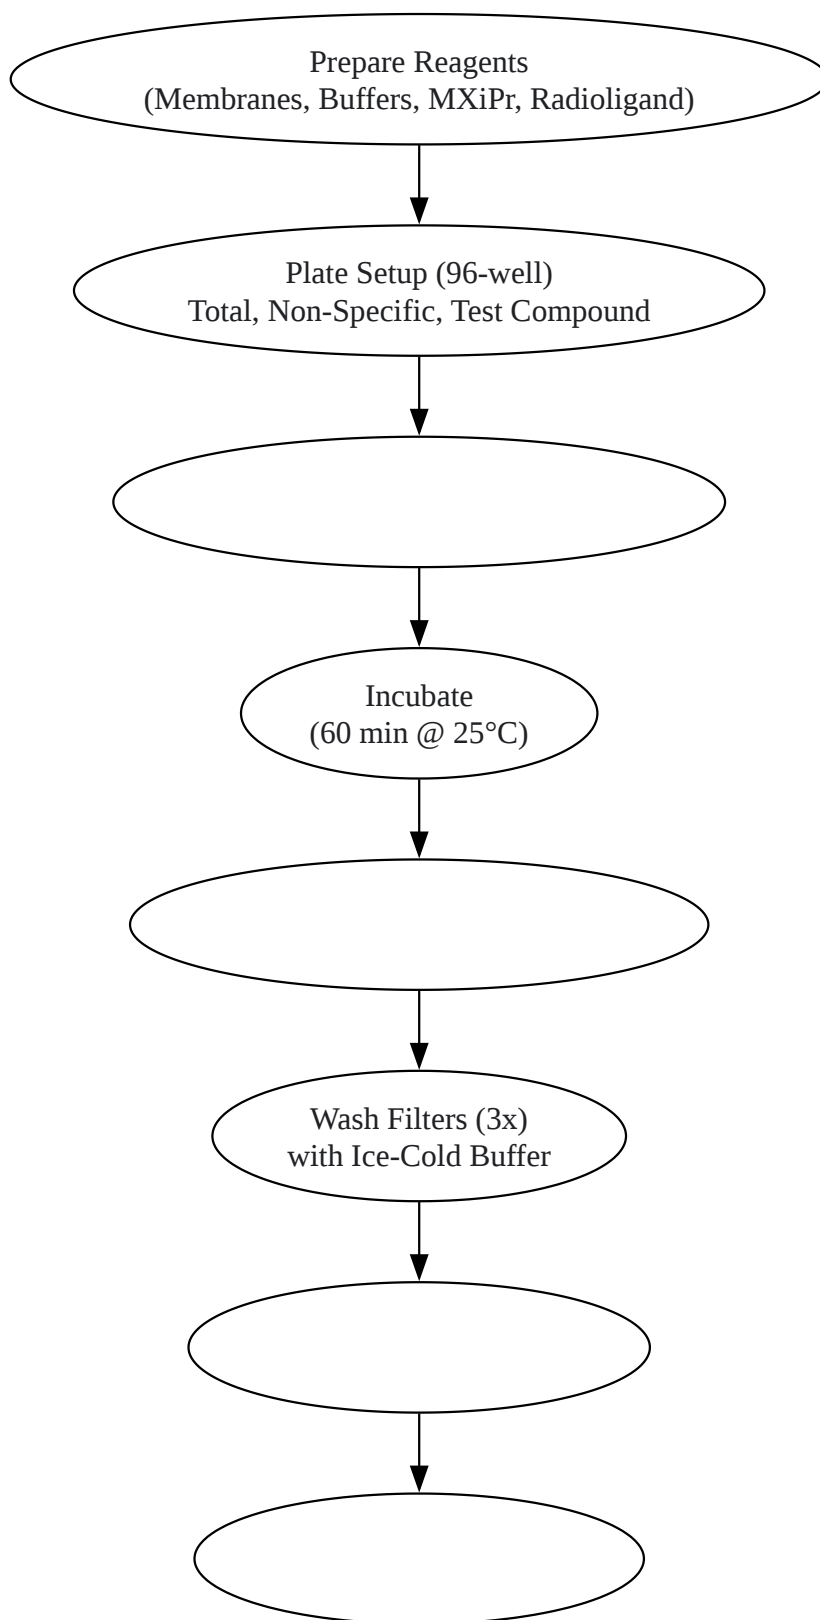 Prepare Reagents
(Membranes, Buffers, MXiPr, Radioligand)
Plate Setup (96-well)
Total, Non-Specific, Test Compound
Incubate
(60 min @ 25°C)
Wash Filters (3x)
with Ice-Cold Buffer